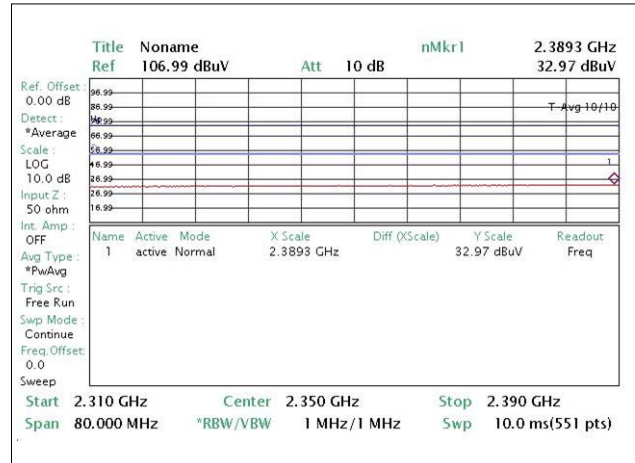 Title Noname nMkr1 2.3893 GHz
Ref 106.99 dBuV Att 10 dB 32.97 dBuV
Ref. Offset :
0.00 dB
Detect :
*Average
Scale :
LOG
10.0 dB
Input Z :
50 ohm
Int. Amp :
OFF
Avg Type :
*PwAvg
Trig Src :
Free Run
Swp Mode :
Continue
Freq.Offset:
0.0
Sweep
96.99
86.99
T-Avg 10/10
66.99
56.99
46.99
1
26.99
16.99
Name Active Mode X Scale Diff (XScale) Y Scale Readout
1 active Normal 2.3893 GHz 32.97 dBuV Freq
Start 2.310 GHz Center 2.350 GHz Stop 2.390 GHz
Span 80.000 MHz *RBW/VBW 1 MHz/1 MHz Swp 10.0 ms(551 pts)